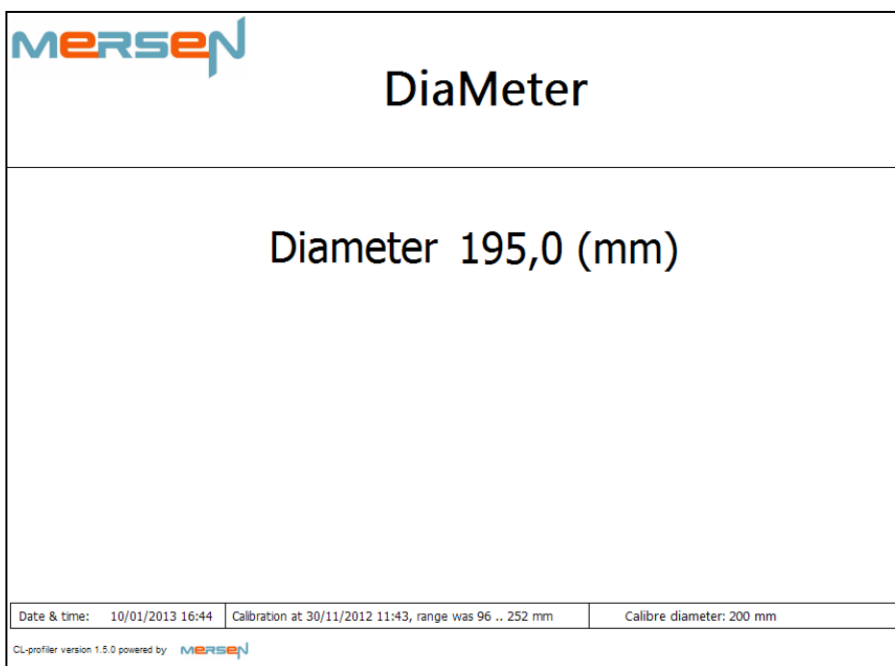 MERSEN
DiaMeter
Diameter 195,0 (mm)
Date & time: 10/01/2013 16:44 Calibration at 30/11/2012 11:43, range was 96 .. 252 mm Calibre diameter: 200 mm
CL-profiler version 1.5.0 powered by MERSEN